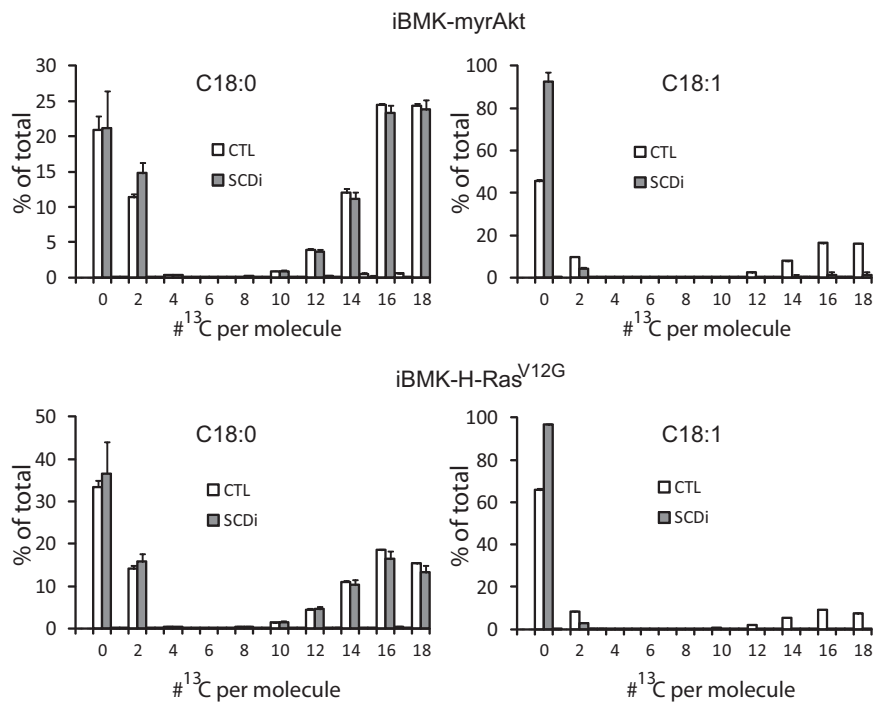 iBMK-myrAkt
C18:0
% of total
30
25
20
15
10
5
0
CTL
SCDi
0 2 4 6 8 10 12 14 16 18
#13C per molecule
C18:1
% of total
100
80
60
40
20
0
CTL
SCDi
0 2 4 6 8 10 12 14 16 18
#13C per molecule
iBMK-H-RasV12G
C18:0
% of total
50
40
30
20
10
0
CTL
SCDi
0 2 4 6 8 10 12 14 16 18
#13C per molecule
C18:1
% of total
100
80
60
40
20
0
CTL
SCDi
0 2 4 6 8 10 12 14 16 18
#13C per molecule